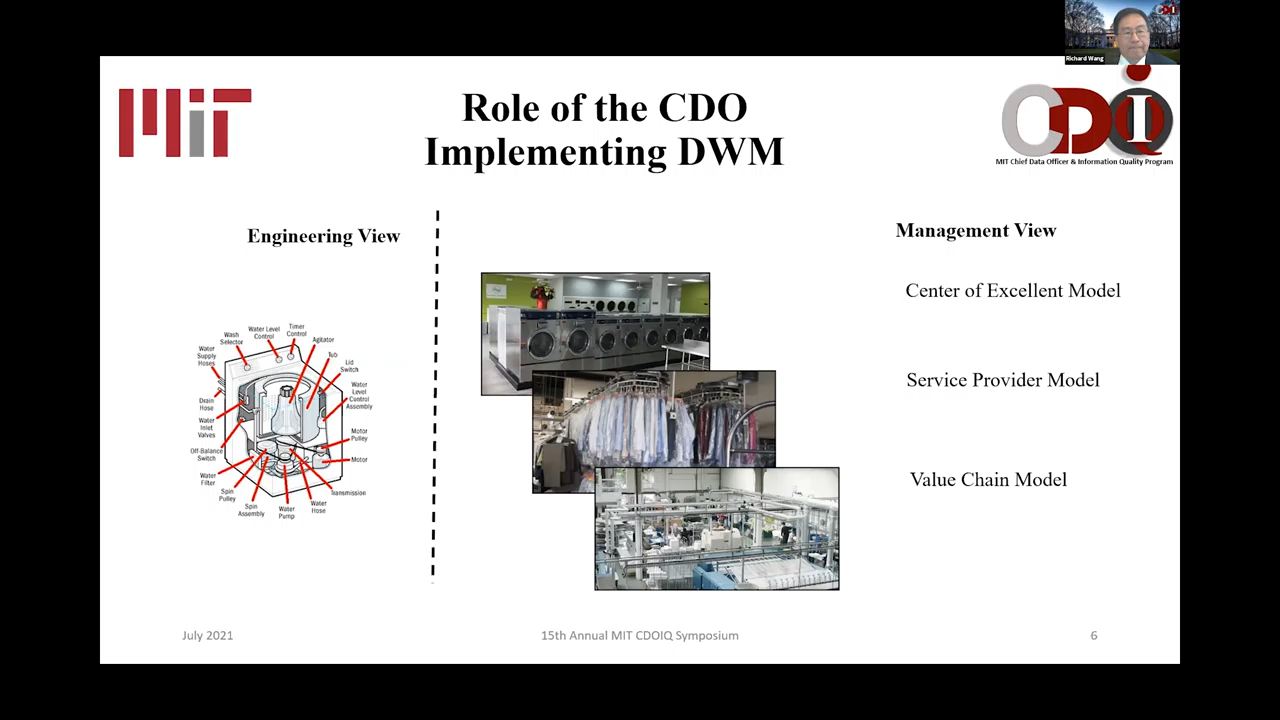 Richard Wang
MIT
CDOIQ
MIT Chief Data Officer & Information Quality Program
Role of the CDO
Implementing DWM
Engineering View
Wash
Selector
Water Level
Control
Timer
Control
Agitator
Tub
Lid
Switch
Water
Level
Control
Assembly
Motor
Pulley
Motor
Transmission
Water
Hose
Water
Pump
Spin
Assembly
Spin
Pulley
Water
Filter
Off-Balance
Switch
Water
Inlet
Valves
Drain
Hose
Water
Supply
Hoses
Management View
Center of Excellent Model
Service Provider Model
Value Chain Model
July 2021
15th Annual MIT CDOIQ Symposium
6